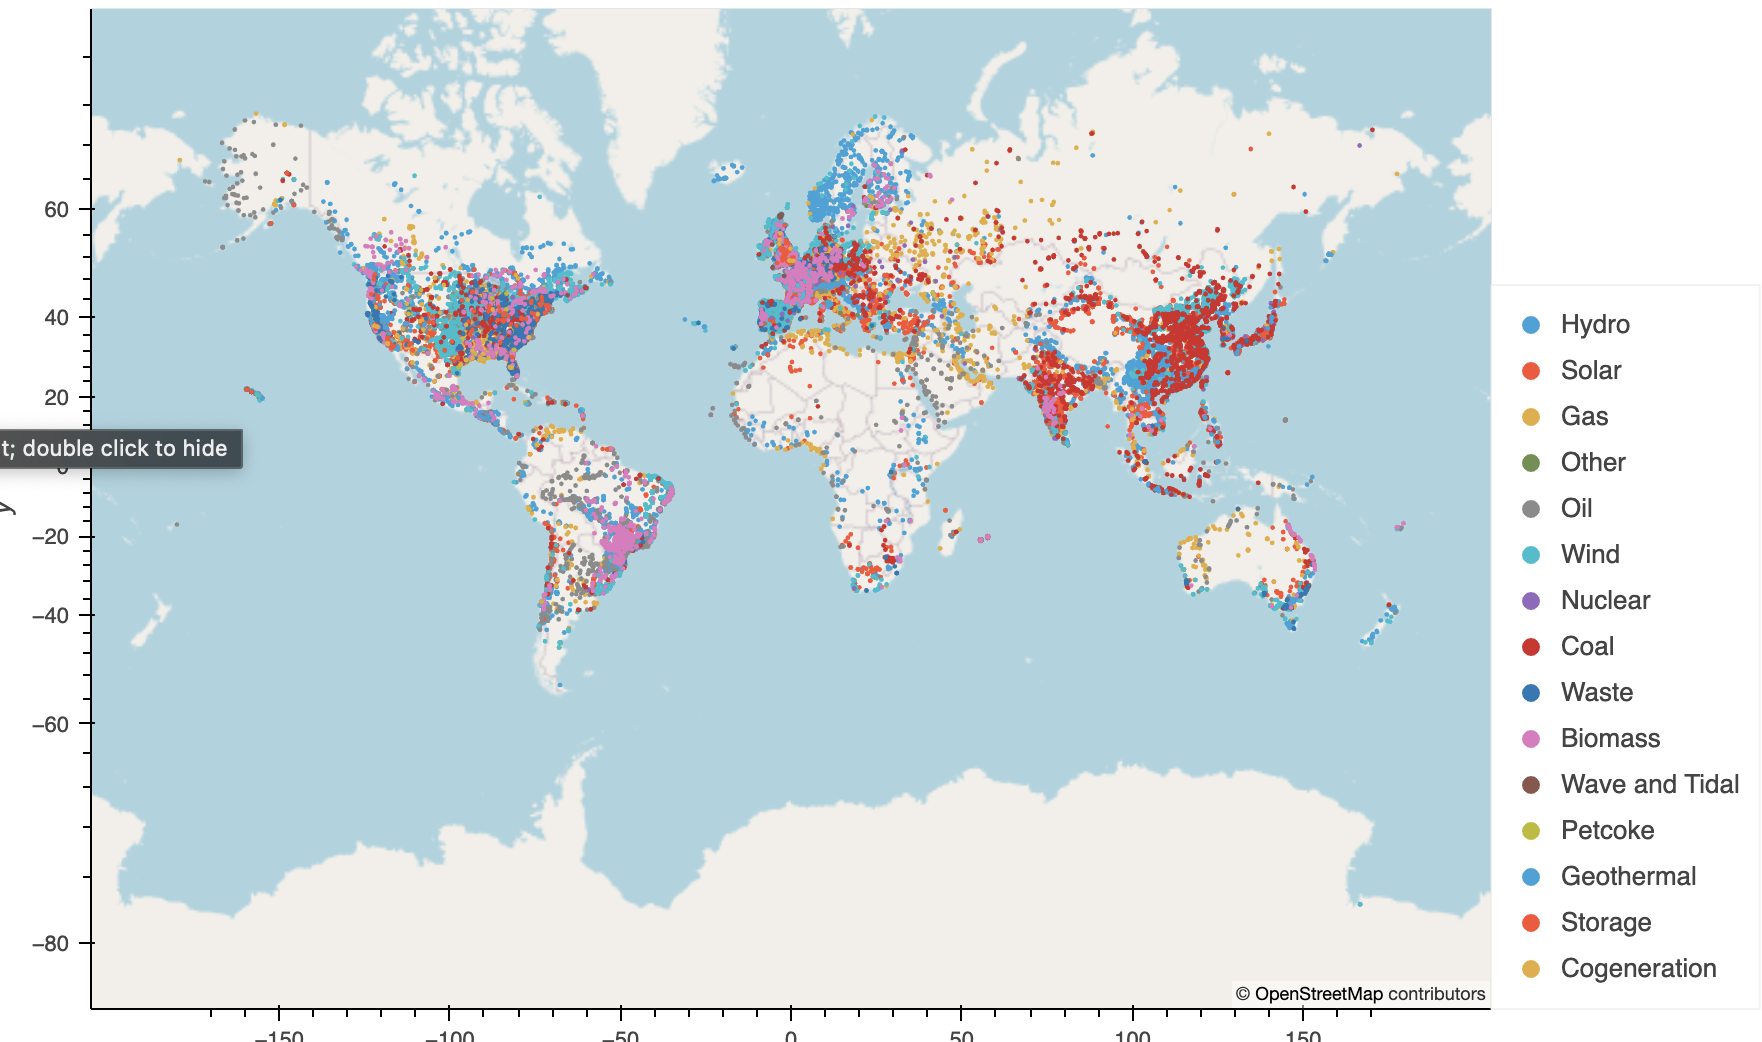 60
40
20
t; double click to hide
0
y
−20
−40
−60
−80
−150
−100
−50
0
50
100
150
© OpenStreetMap contributors
Hydro
Solar
Gas
Other
Oil
Wind
Nuclear
Coal
Waste
Biomass
Wave and Tidal
Petcoke
Geothermal
Storage
Cogeneration